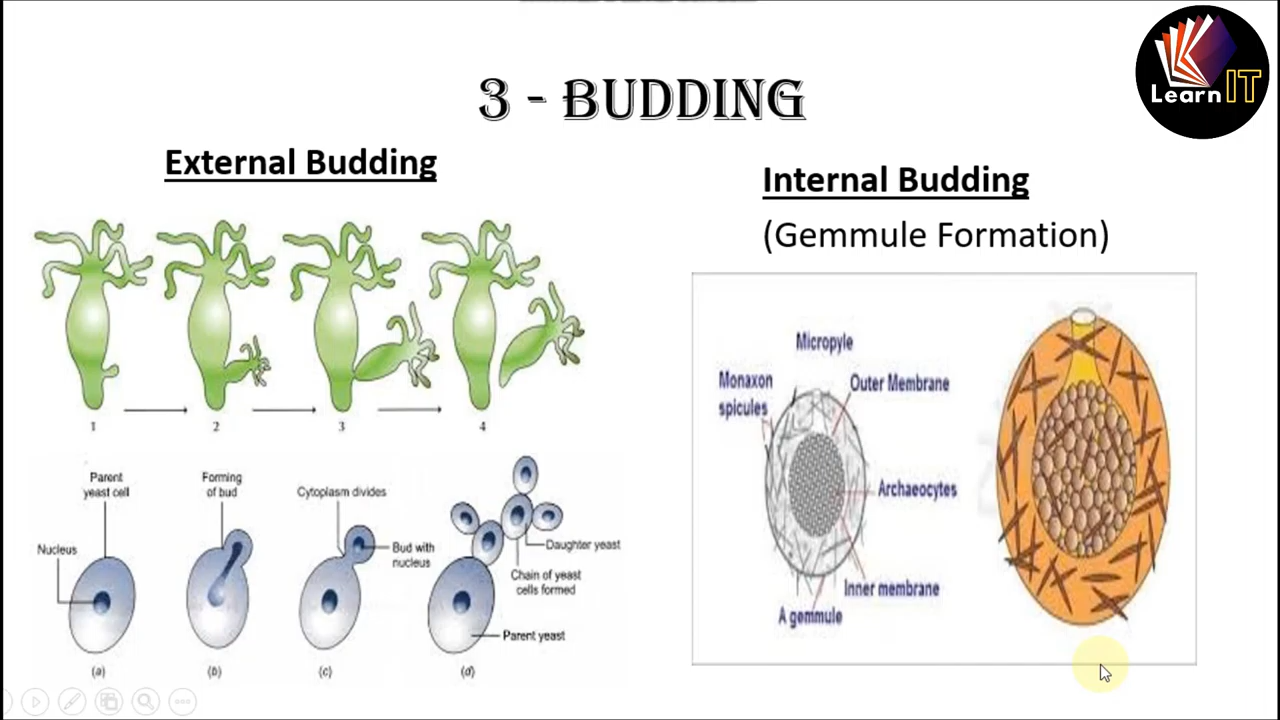 Learn IT
3 - BUDDING
External Budding
1
2
3
4
Parent
yeast cell
Nucleus
(a)
Forming
of bud
(b)
Cytoplasm divides
Bud with
nucleus
(c)
Daughter yeast
Chain of yeast
cells formed
Parent yeast
(d)
Internal Budding
(Gemmule Formation)
Micropyle
Monaxon
spicules
Outer Membrane
Archaeocytes
Inner membrane
A gemmule